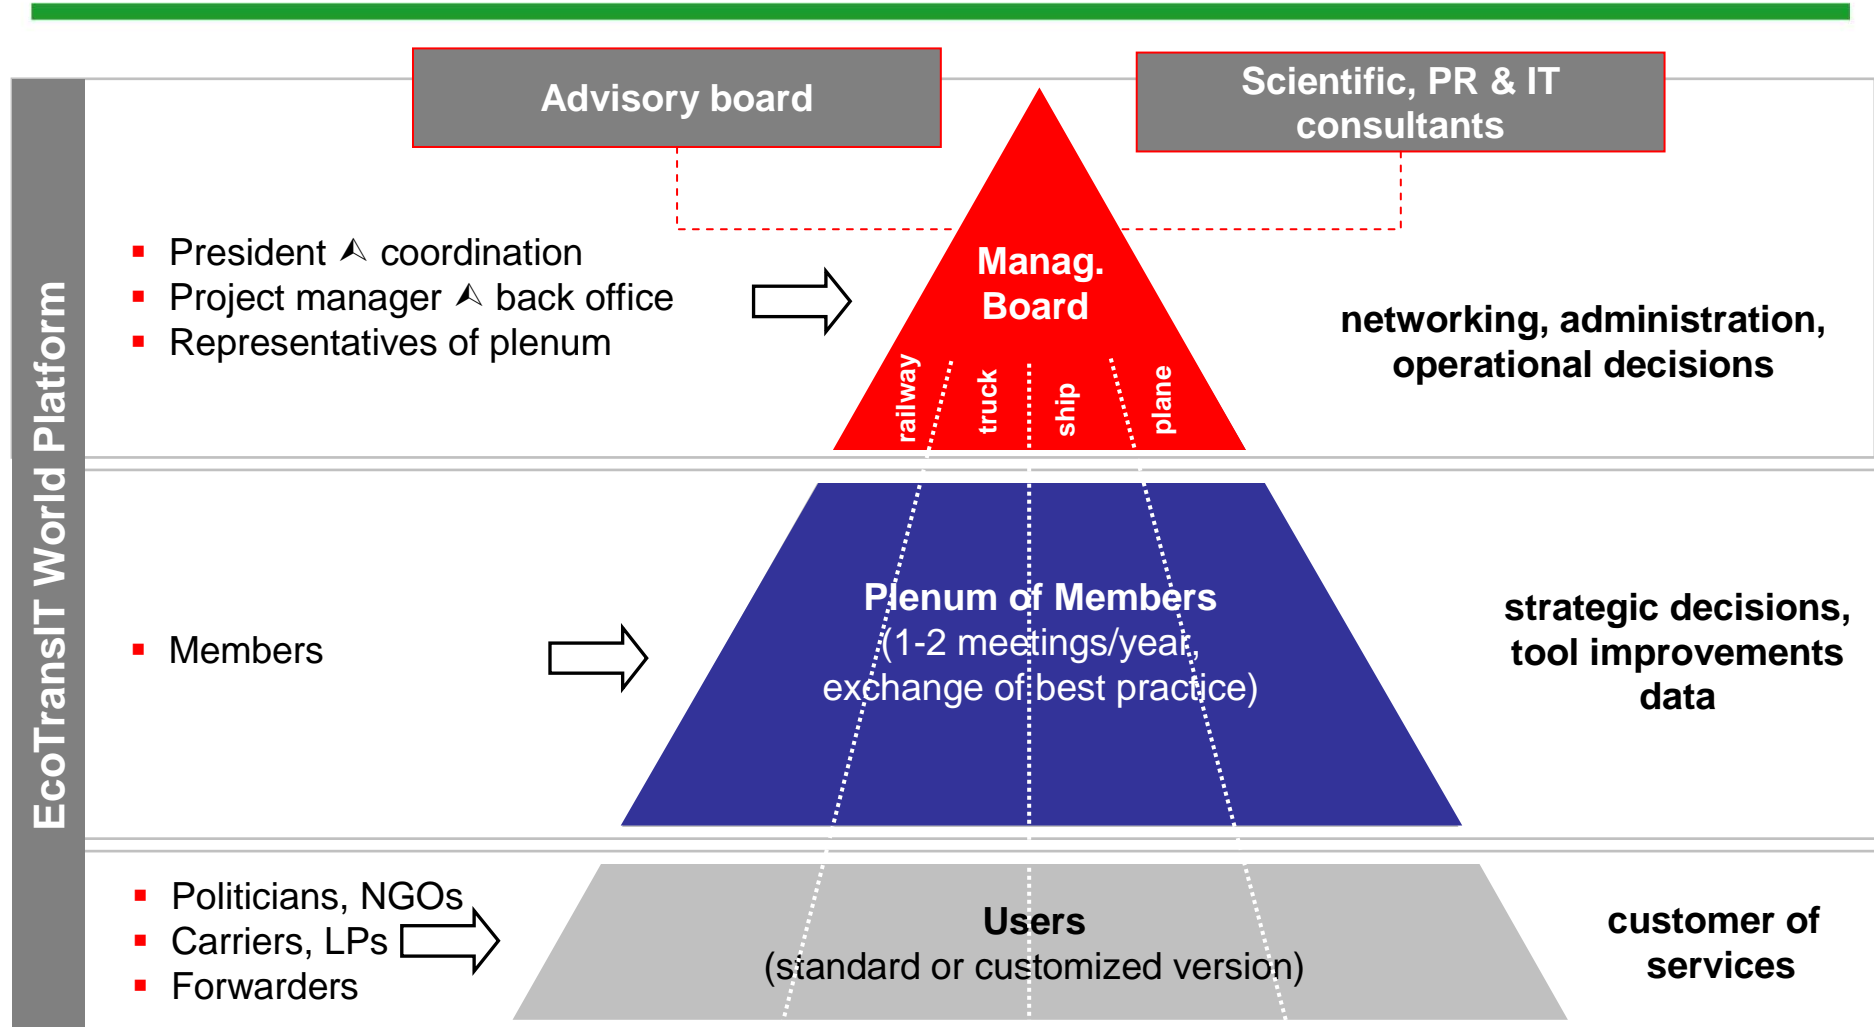 Advisory board
Scientific, PR & IT
consultants
EcoTransIT World Platform
President ⮝ coordination
Project manager ⮝ back office
Representatives of plenum
Manag.
Board
railway
truck
ship
plane
networking, administration,
operational decisions
Members
Plenum of Members
(1-2 meetings/year,
exchange of best practice)
strategic decisions,
tool improvements
data
Politicians, NGOs
Carriers, LPs
Forwarders
Users
(standard or customized version)
customer of
services